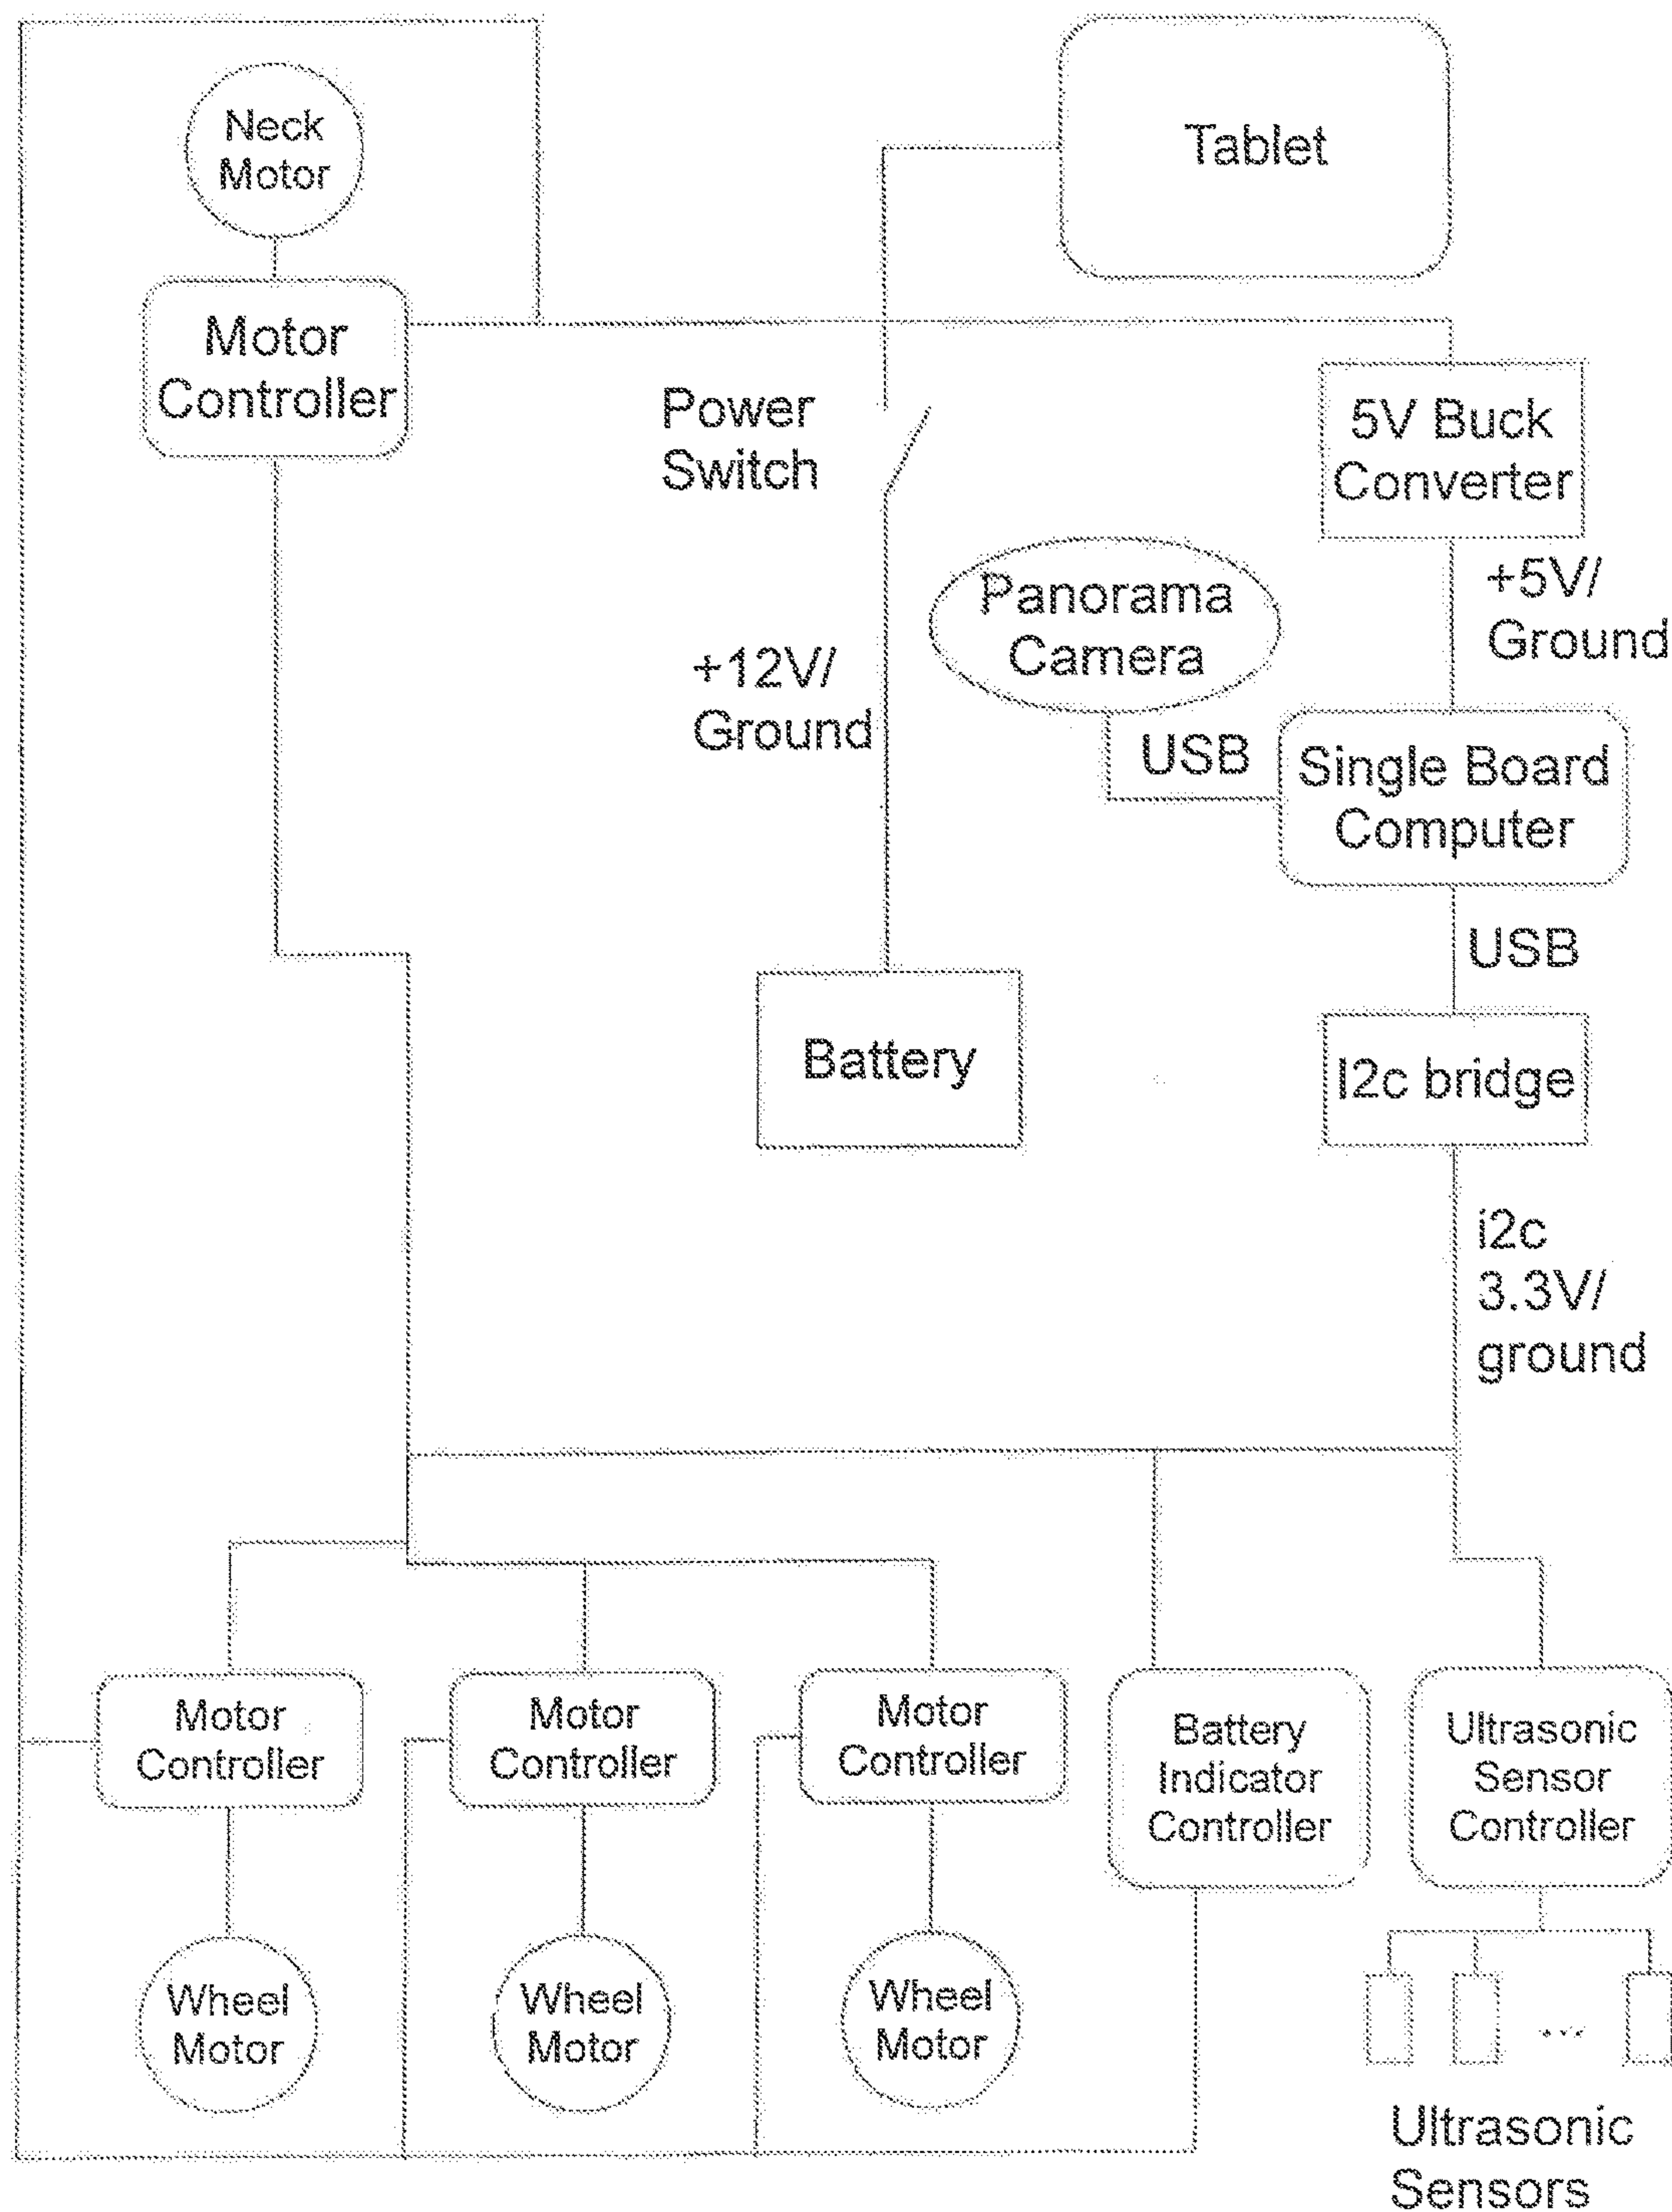 Neck
Motor
Tablet
Motor
Controller
Power
Switch
5V Buck
Converter
Panorama
Camera
+5V/
Ground
+12V/
Ground
USB
Single Board
Computer
USB
Battery
I2c bridge
i2c
3.3V/
ground
Motor
Controller
Motor
Controller
Motor
Controller
Battery
Indicator
Controller
Ultrasonic
Sensor
Controller
Wheel
Motor
Wheel
Motor
Wheel
Motor
...
Ultrasonic
Sensors